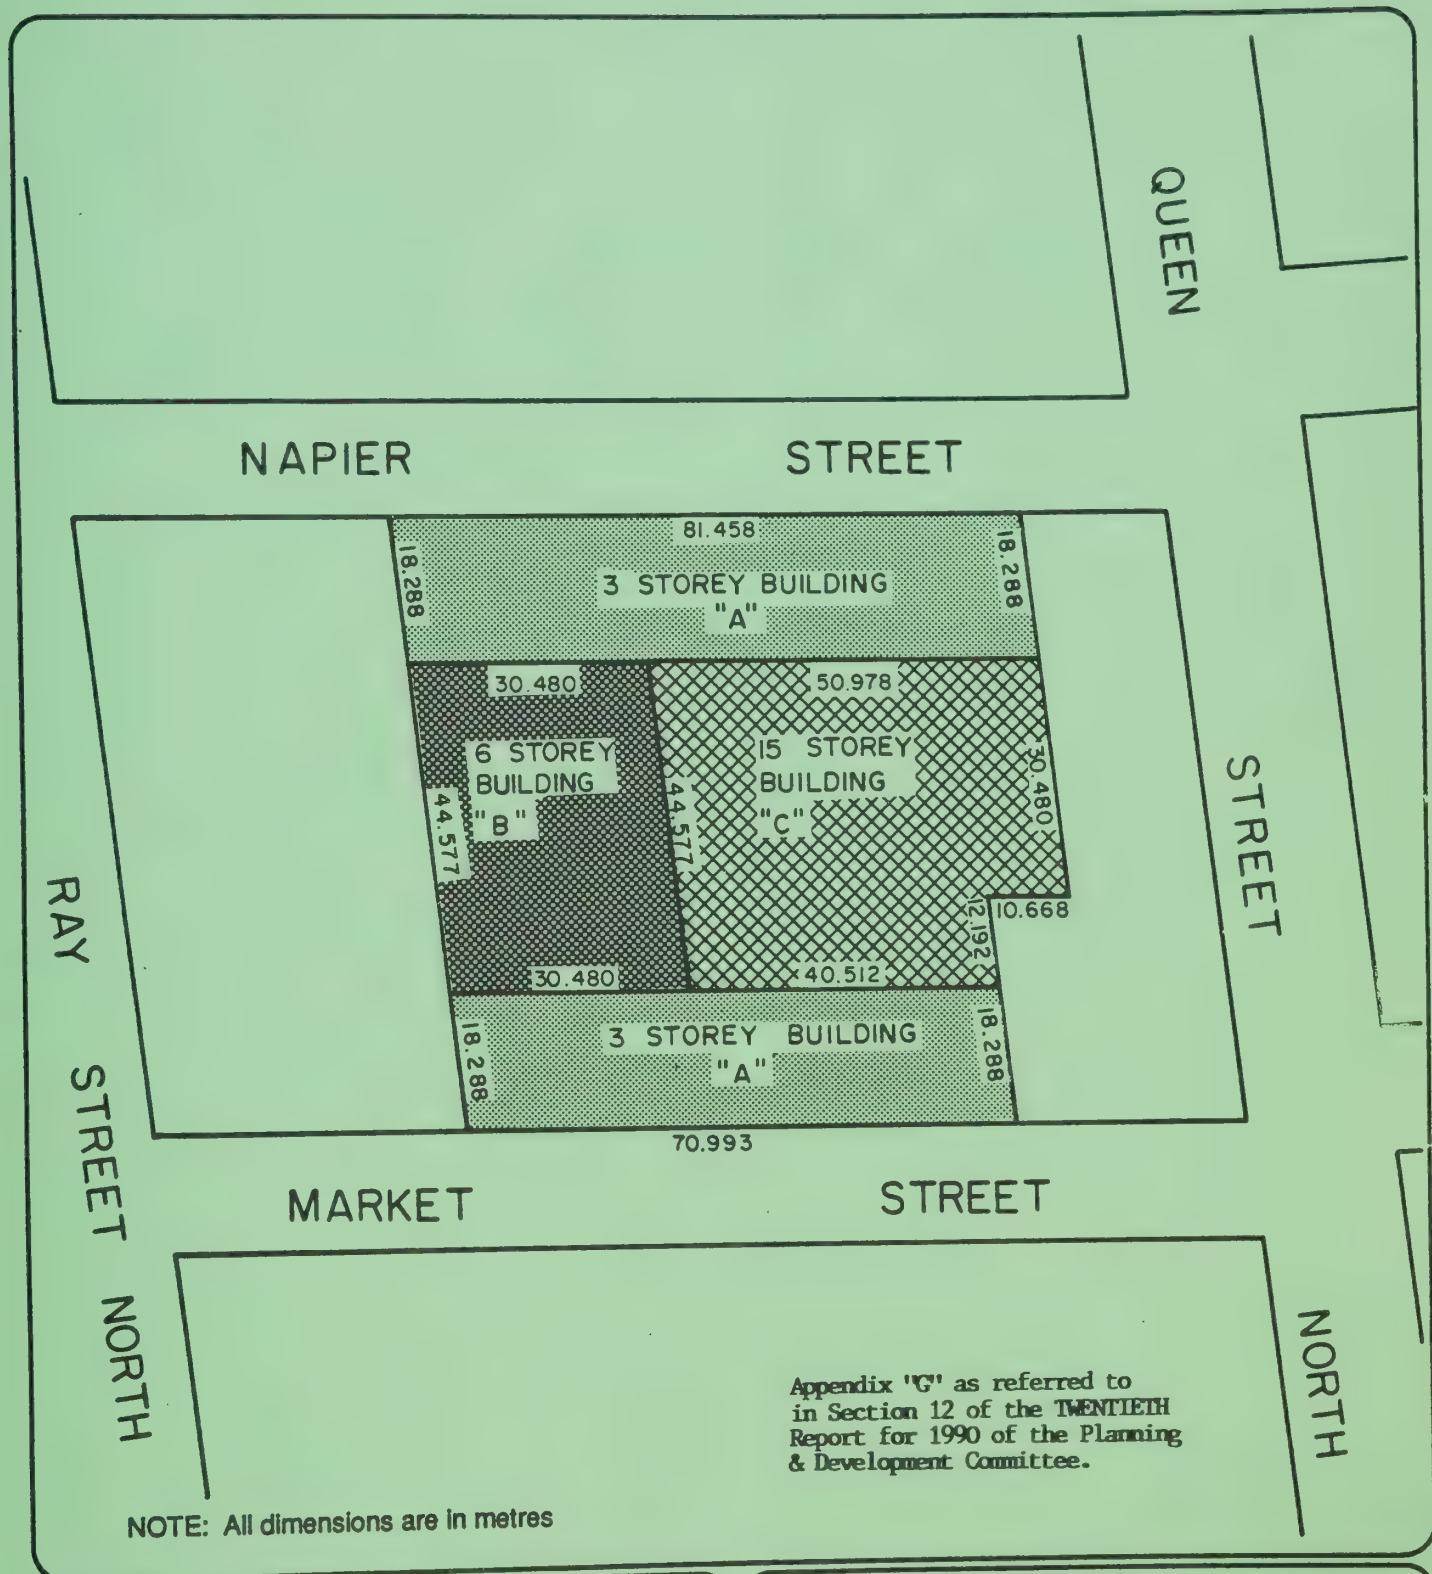 QUEEN
NAPIER STREET
81.458
18.288
18.288
3 STOREY BUILDING
"A"
30.480
50.978
6 STOREY
BUILDING
"B"
15 STOREY
BUILDING
"C"
44.577
44.577
30.480
STREET
RAY
12.192
10.668
30.480
40.512
18.288
3 STOREY BUILDING
"A"
18.288
STREET
70.993
MARKET STREET
NORTH
NORTH
Appendix "G" as referred to
in Section 12 of the TWENTIETH
Report for 1990 of the Planning
& Development Committee.
NOTE: All dimensions are in metres